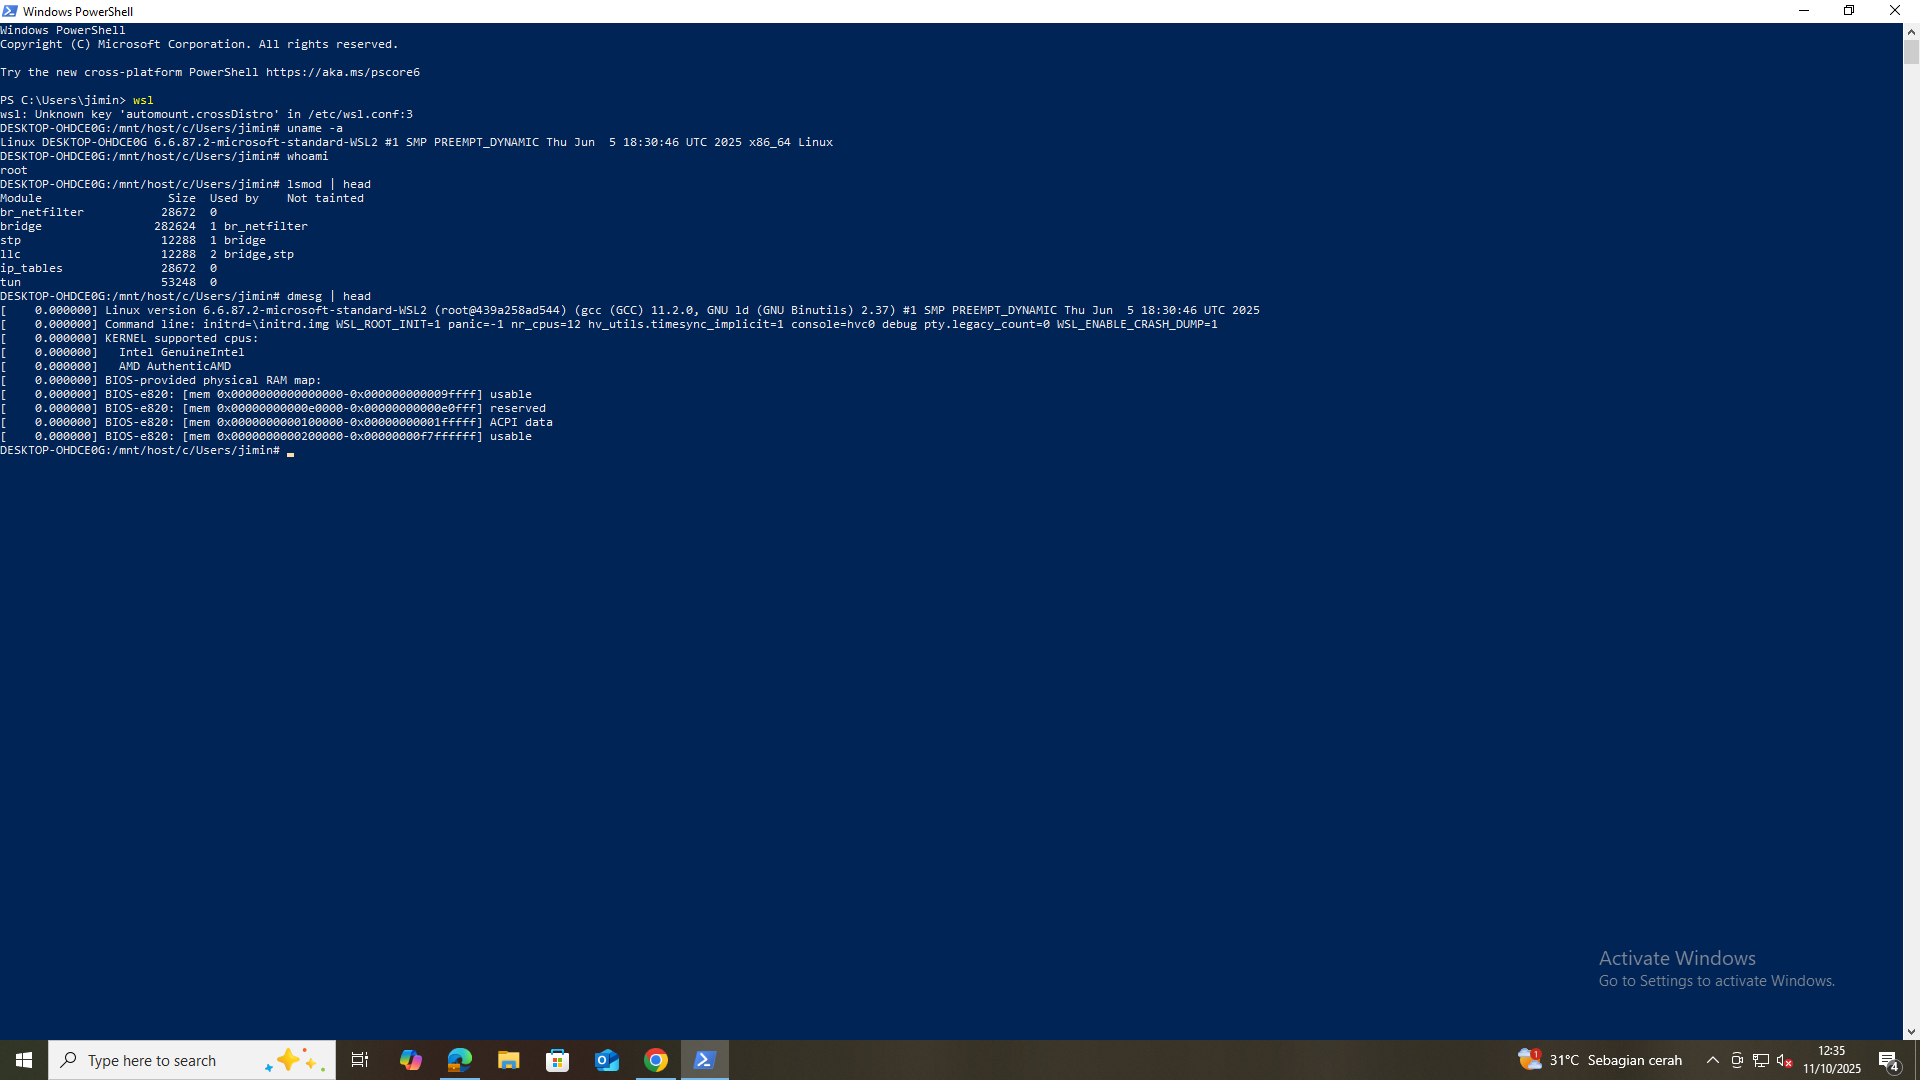 Windows PowerShell
Windows PowerShell
Copyright (C) Microsoft Corporation. All rights reserved.
Try the new cross-platform PowerShell https://aka.ms/pscore6
PS C:\Users\jimin> wsl
wsl: Unknown key 'automount.crossDistro' in /etc/wsl.conf:3
DESKTOP-OHDCE0G:/mnt/host/c/Users/jimin# uname -a
Linux DESKTOP-OHDCE0G 6.6.87.2-microsoft-standard-WSL2 #1 SMP PREEMPT_DYNAMIC Thu Jun  5 18:30:46 UTC 2025 x86_64 Linux
DESKTOP-OHDCE0G:/mnt/host/c/Users/jimin# whoami
root
DESKTOP-OHDCE0G:/mnt/host/c/Users/jimin# lsmod | head
Module                  Size  Used by    Not tainted
br_netfilter           28672  0
bridge                282624  1 br_netfilter
stp                    12288  1 bridge
llc                    12288  2 bridge,stp
ip_tables              28672  0
tun                    53248  0
DESKTOP-OHDCE0G:/mnt/host/c/Users/jimin# dmesg | head
[    0.000000] Linux version 6.6.87.2-microsoft-standard-WSL2 (root@439a258ad544) (gcc (GCC) 11.2.0, GNU ld (GNU Binutils) 2.37) #1 SMP PREEMPT_DYNAMIC Thu Jun  5 18:30:46 UTC 2025
[    0.000000] Command line: initrd=\initrd.img WSL_ROOT_INIT=1 panic=-1 nr_cpus=12 hv_utils.timesync_implicit=1 console=hvc0 debug pty.legacy_count=0 WSL_ENABLE_CRASH_DUMP=1
[    0.000000] KERNEL supported cpus:
[    0.000000]   Intel GenuineIntel
[    0.000000]   AMD AuthenticAMD
[    0.000000] BIOS-provided physical RAM map:
[    0.000000] BIOS-e820: [mem 0x0000000000000000-0x000000000009ffff] usable
[    0.000000] BIOS-e820: [mem 0x00000000000e0000-0x00000000000e0fff] reserved
[    0.000000] BIOS-e820: [mem 0x0000000000100000-0x00000000001fffff] ACPI data
[    0.000000] BIOS-e820: [mem 0x0000000000200000-0x00000000f7ffffff] usable
DESKTOP-OHDCE0G:/mnt/host/c/Users/jimin#
Activate Windows
Go to Settings to activate Windows.
Type here to search
1
31°C Sebagian cerah
12:35
11/10/2025
4